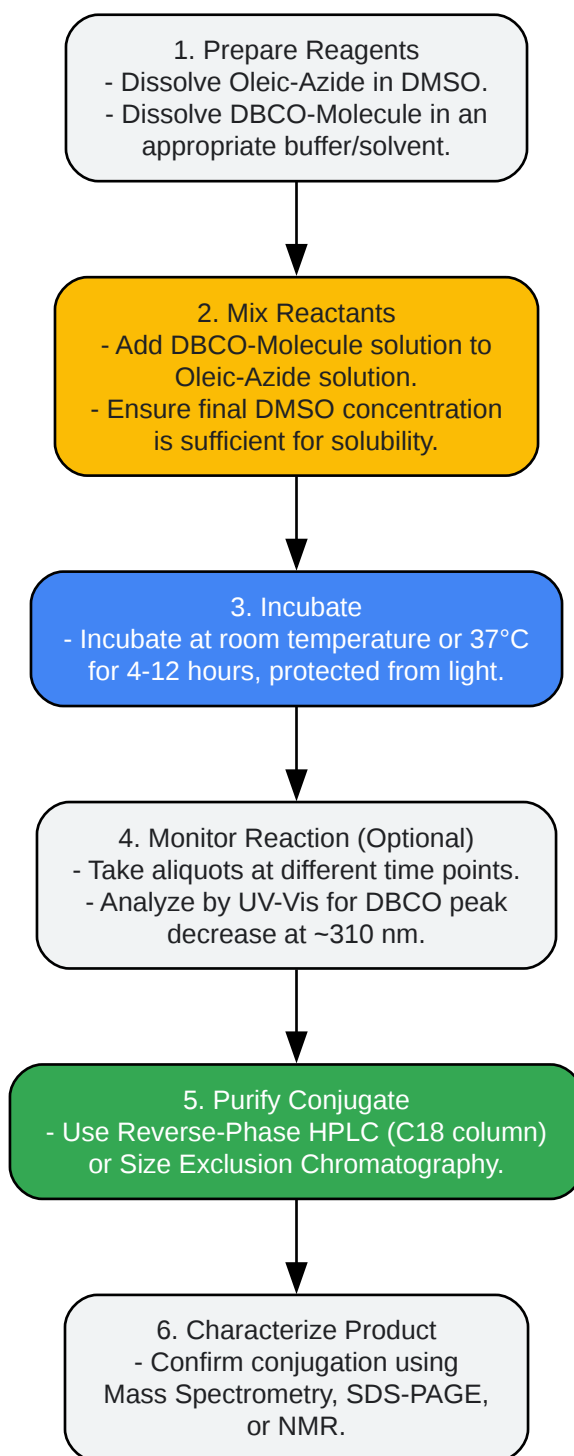 1. Prepare Reagents
- Dissolve Oleic-Azide in DMSO.
- Dissolve DBCO-Molecule in an
appropriate buffer/solvent.
2. Mix Reactants
- Add DBCO-Molecule solution to
Oleic-Azide solution.
- Ensure final DMSO concentration
is sufficient for solubility.
3. Incubate
- Incubate at room temperature or 37°C
for 4-12 hours, protected from light.
4. Monitor Reaction (Optional)
- Take aliquots at different time points.
- Analyze by UV-Vis for DBCO peak
decrease at ~310 nm.
5. Purify Conjugate
- Use Reverse-Phase HPLC (C18 column)
or Size Exclusion Chromatography.
6. Characterize Product
- Confirm conjugation using
Mass Spectrometry, SDS-PAGE,
or NMR.